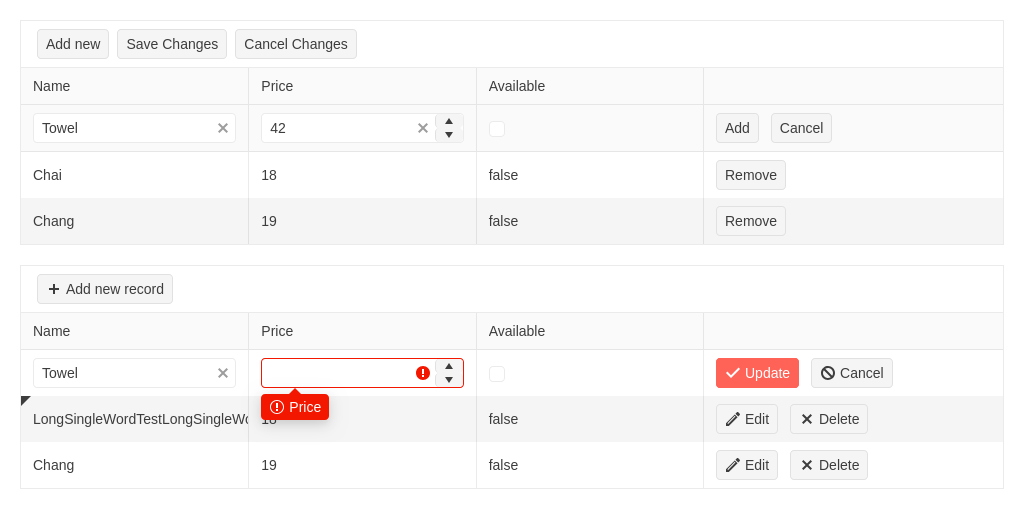 Add new Save Changes Cancel Changes
Name Price Available
Towel 42 Add Cancel
Chai 18 false Remove
Chang 19 false Remove
Add new record
Name Price Available
Towel Update Cancel
Price
LongSingleWordTestLongSingleWo 18 false Edit Delete
Chang 19 false Edit Delete